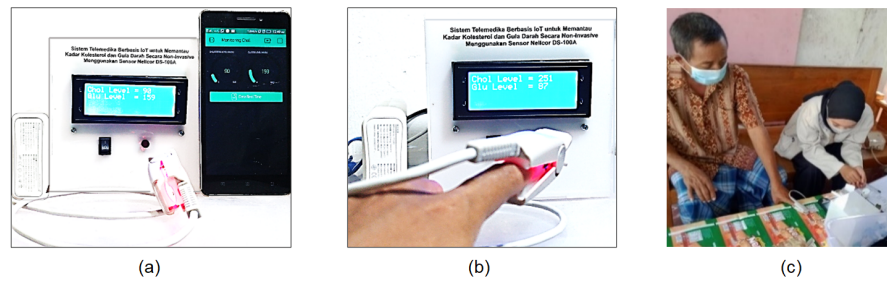 Sistem Telemedika Berbasis IoT untuk Memantau
Kadar Kolesterol dan Gula Darah Secara Non-Invasive
Menggunakan Sensor Nellcor DS-100A
Chol Level = 90
Glu Level = 159
Monitoring Chol
Sistem Telemedika Berbasis IoT untuk Memantau
Kadar Kolesterol dan Gula Darah Secara Non-Invasive
Menggunakan Sensor Nellcor DS-100A
Chol Level = 251
Glu Level = 87
(a)
(b)
(c)